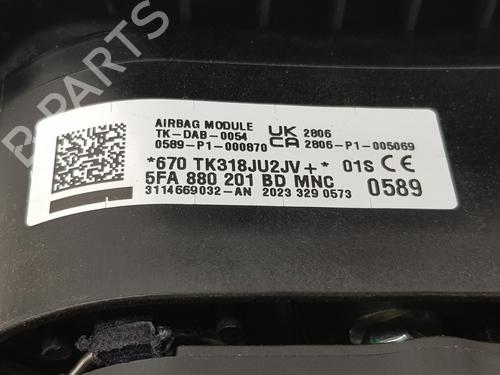 B-PARTS
AIRBAG MODULE
TK-DAB-0054
0589-P1-000870
UK CA 2806
2806-P1-005069
*670 TK318JU2JV+* 01S CE
5FA 880 201 BD MNC 0589
3114669032-AN 2023 329 0573